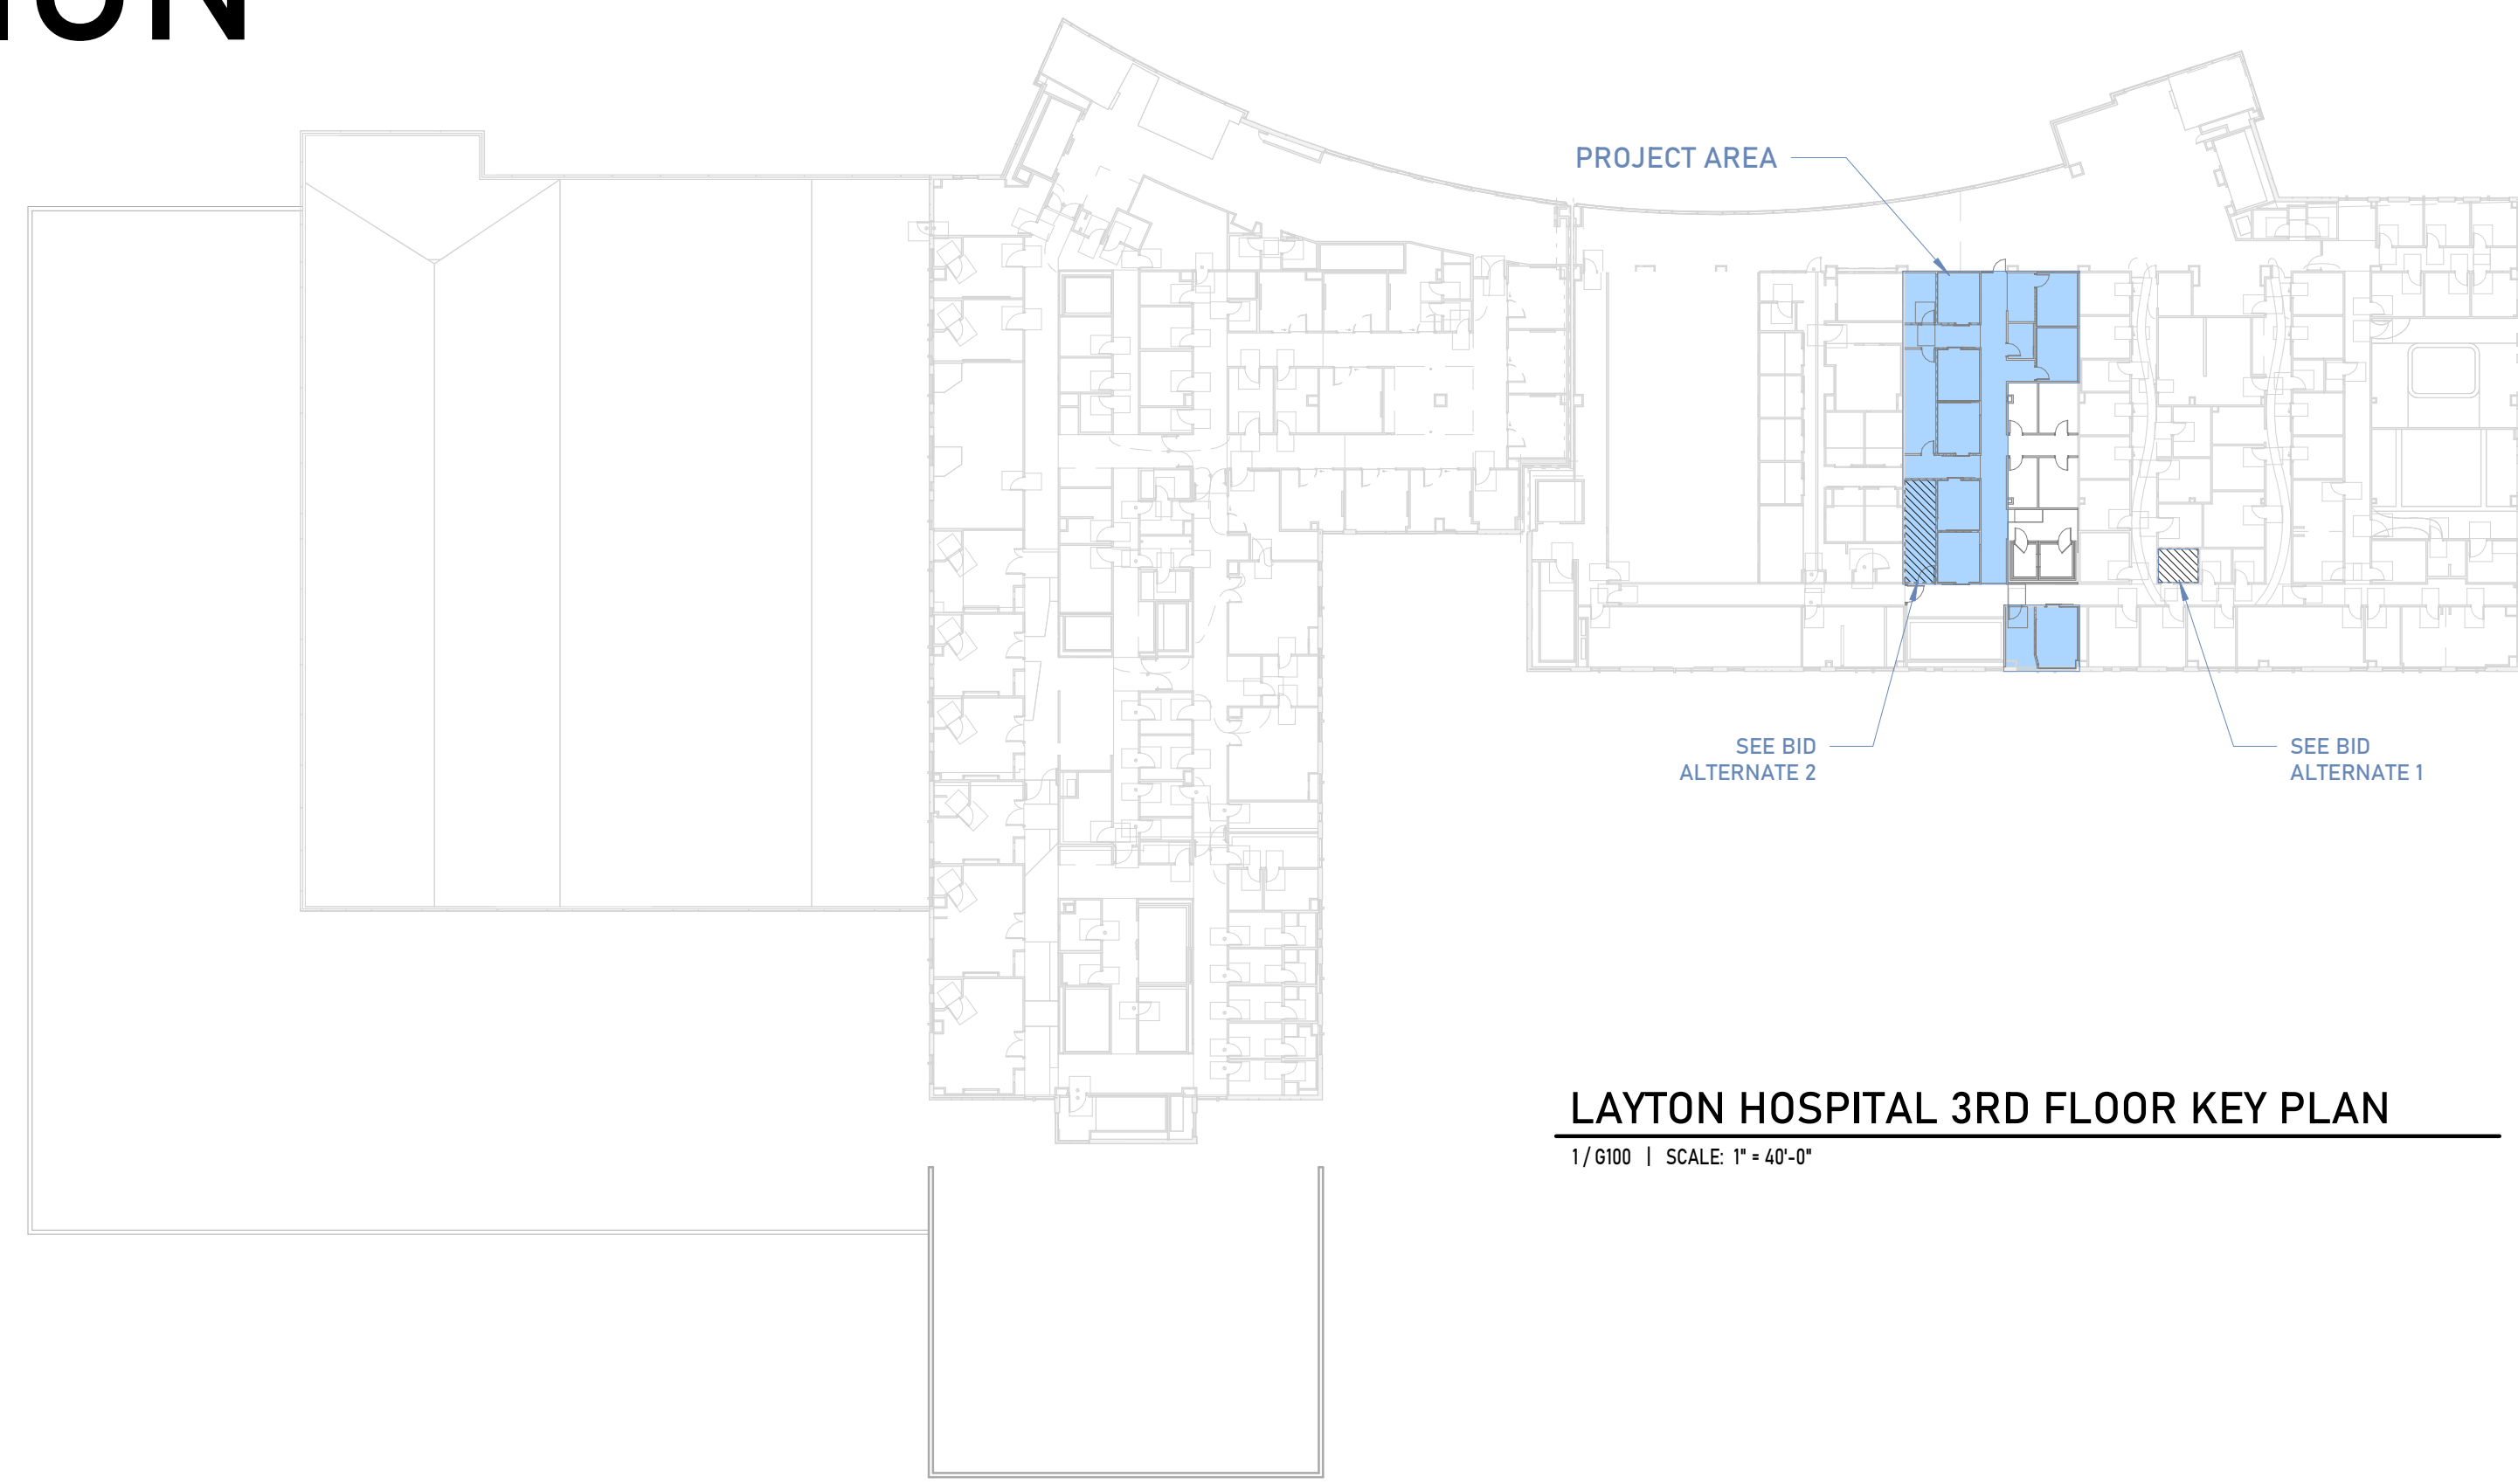 PROJECT AREA
SEE BID
ALTERNATE 2
SEE BID
ALTERNATE 1
LAYTON HOSPITAL 3RD FLOOR KEY PLAN
1 / G100 | SCALE: 1" = 40'-0"